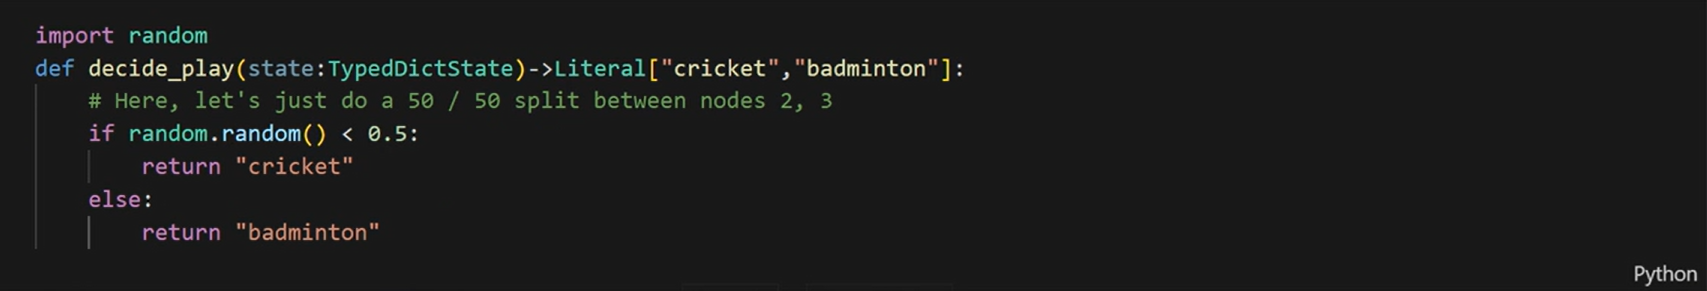 import random
def decide_play(state:TypedDictState)->Literal["cricket","badminton"]:
    # Here, let's just do a 50 / 50 split between nodes 2, 3
    if random.random() < 0.5:
        return "cricket"
    else:
        return "badminton"
Python